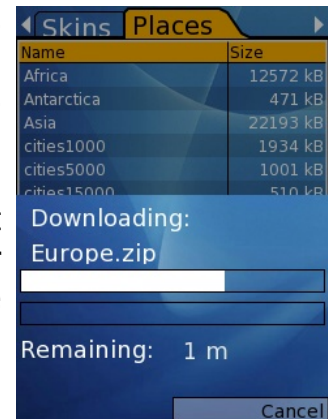 Skins Places
Name Size
Africa 12572 kB
Antarctica 471 kB
Asia 22193 kB
cities1000 1934 kB
cities5000 1001 kB
cities15000 510 kB
Downloading:
Europe.zip
Remaining: 1 m
Cancel